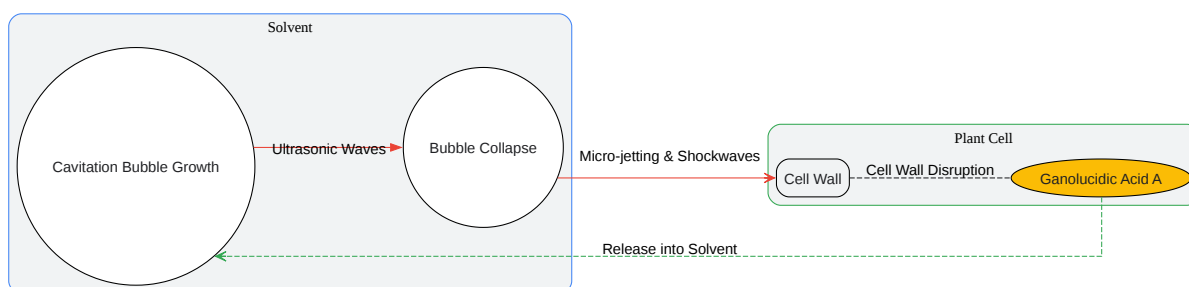 Solvent
Cavitation Bubble Growth
Ultrasonic Waves
Bubble Collapse
Micro-jetting & Shockwaves
Plant Cell
Cell Wall
Cell Wall Disruption
Ganolucidic Acid A
Release into Solvent